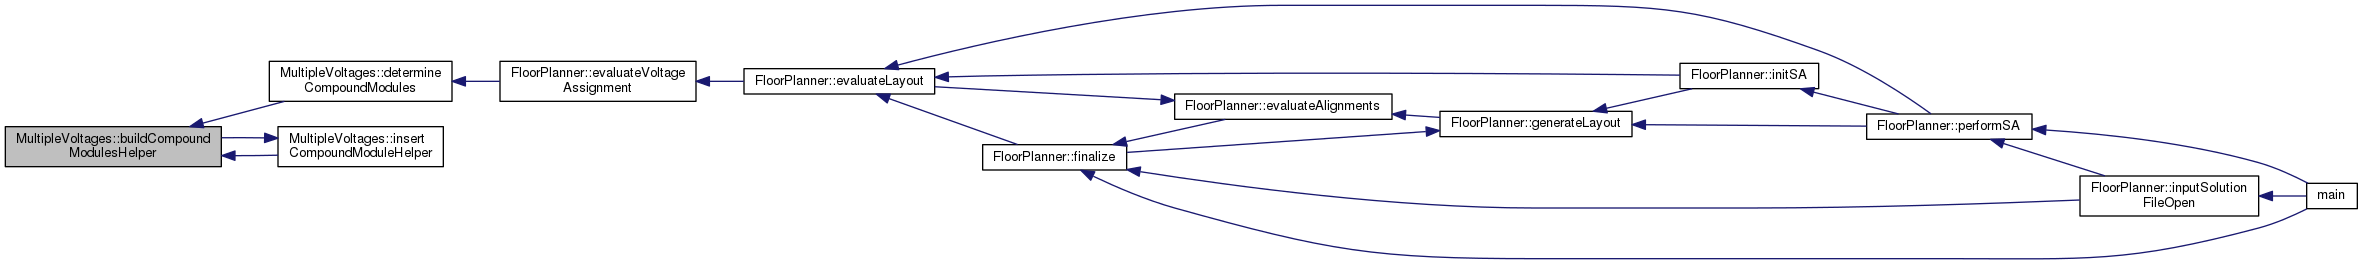 MultipleVoltages::buildCompound
ModulesHelper
MultipleVoltages::determine
CompoundModules
MultipleVoltages::insert
CompoundModuleHelper
FloorPlanner::evaluateVoltage
Assignment
FloorPlanner::evaluateLayout
FloorPlanner::finalize
FloorPlanner::evaluateAlignments
FloorPlanner::generateLayout
FloorPlanner::initSA
FloorPlanner::performSA
FloorPlanner::inputSolution
FileOpen
main